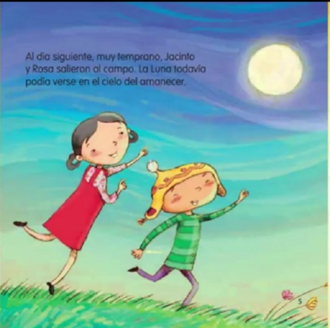 Al día siguiente, muy temprano, Jacinto
y Rosa salieron al campo. La Luna todavía
podía verse en el cielo del amanecer.
5